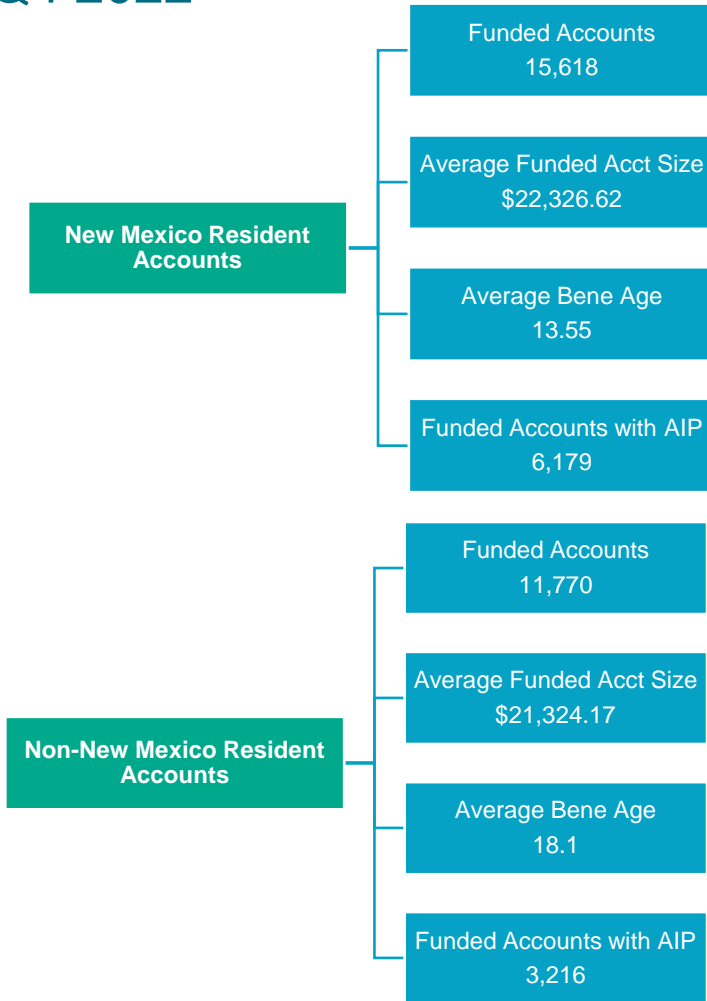 2022
New Mexico Resident
Accounts
Funded Accounts
15,618
Average Funded Acct Size
$22,326.62
Average Bene Age
13.55
Funded Accounts with AIP
6,179
Non-New Mexico Resident
Accounts
Funded Accounts
11,770
Average Funded Acct Size
$21,324.17
Average Bene Age
18.1
Funded Accounts with AIP
3,216